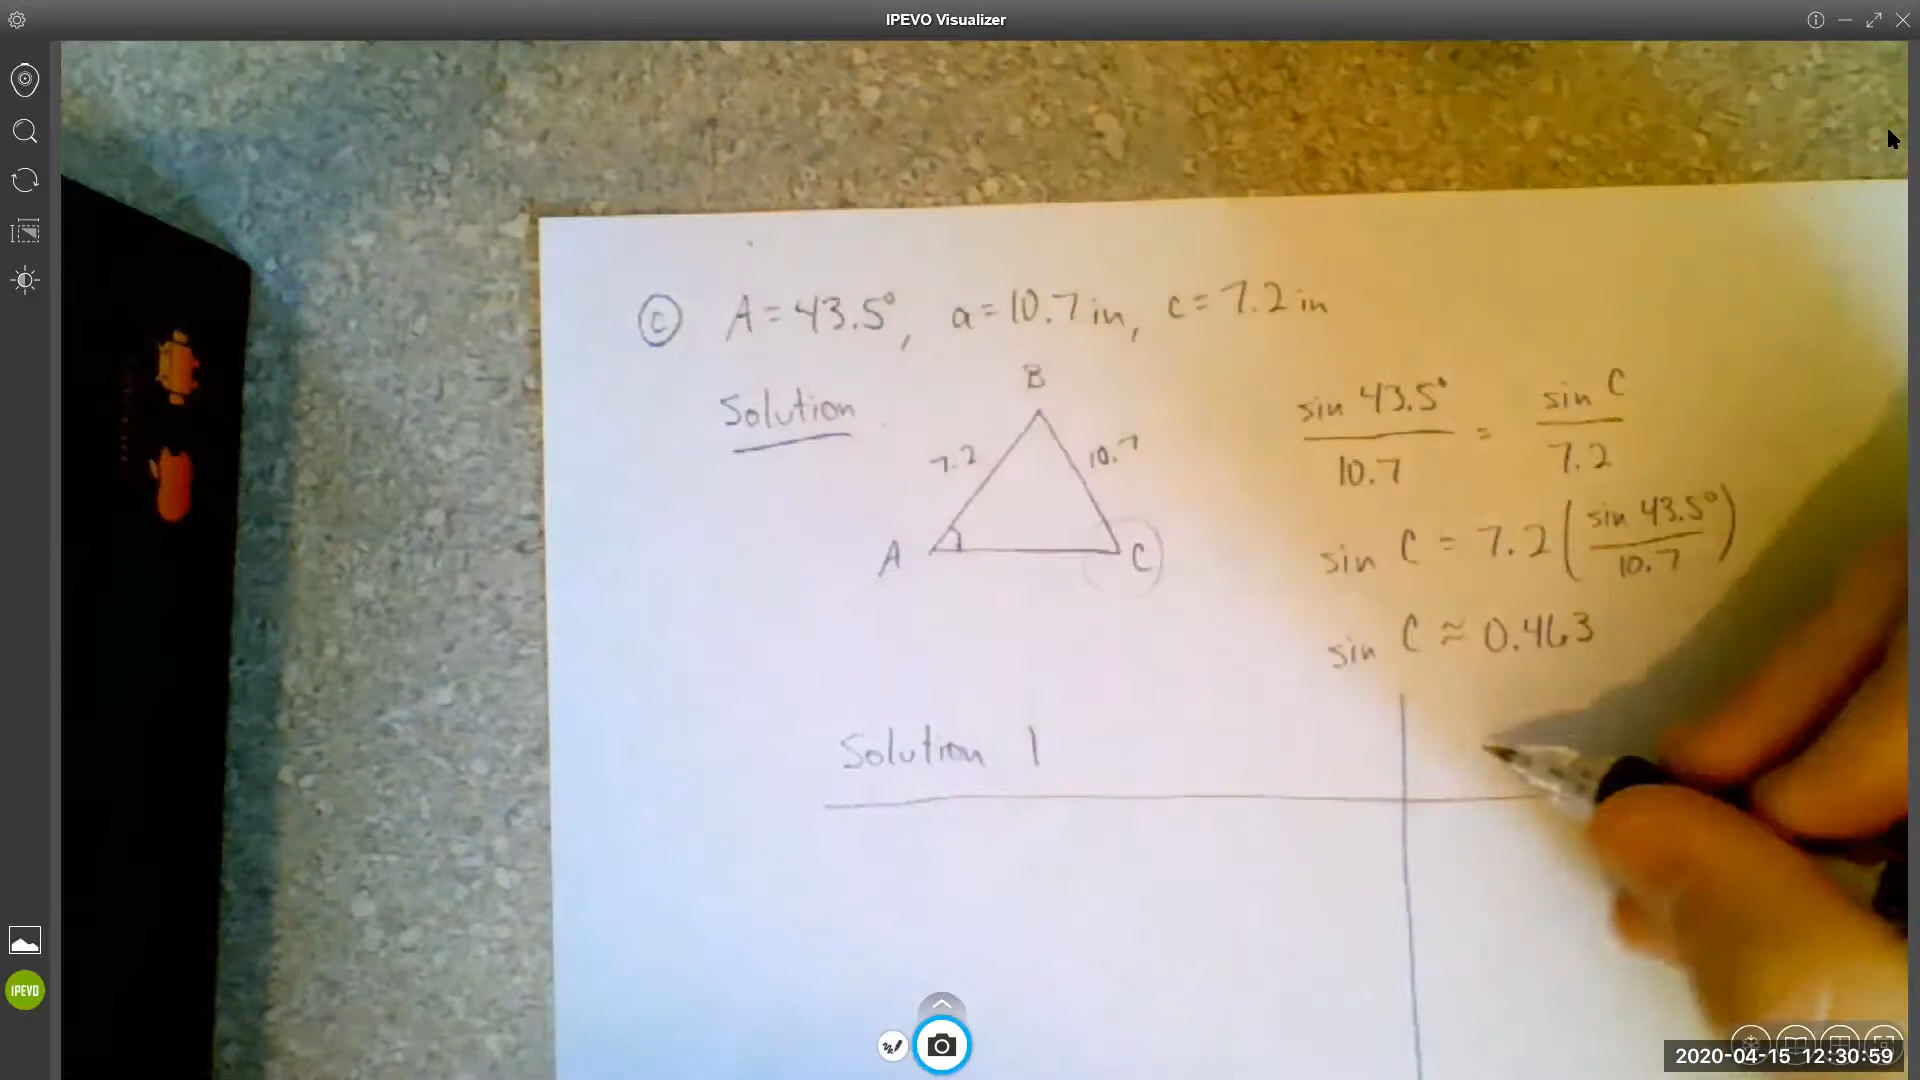 IPEVO Visualizer
Ⓒ A = 43.5°, a = 10.7 in, c = 7.2 in
Solution
B
7.2
10.7
A
C
sin 43.5° / 10.7 = sin C / 7.2
sin C = 7.2 ( sin 43.5° / 10.7 )
sin C ≈ 0.463
Solution 1
IPEVO
2020-04-15 12:30:59